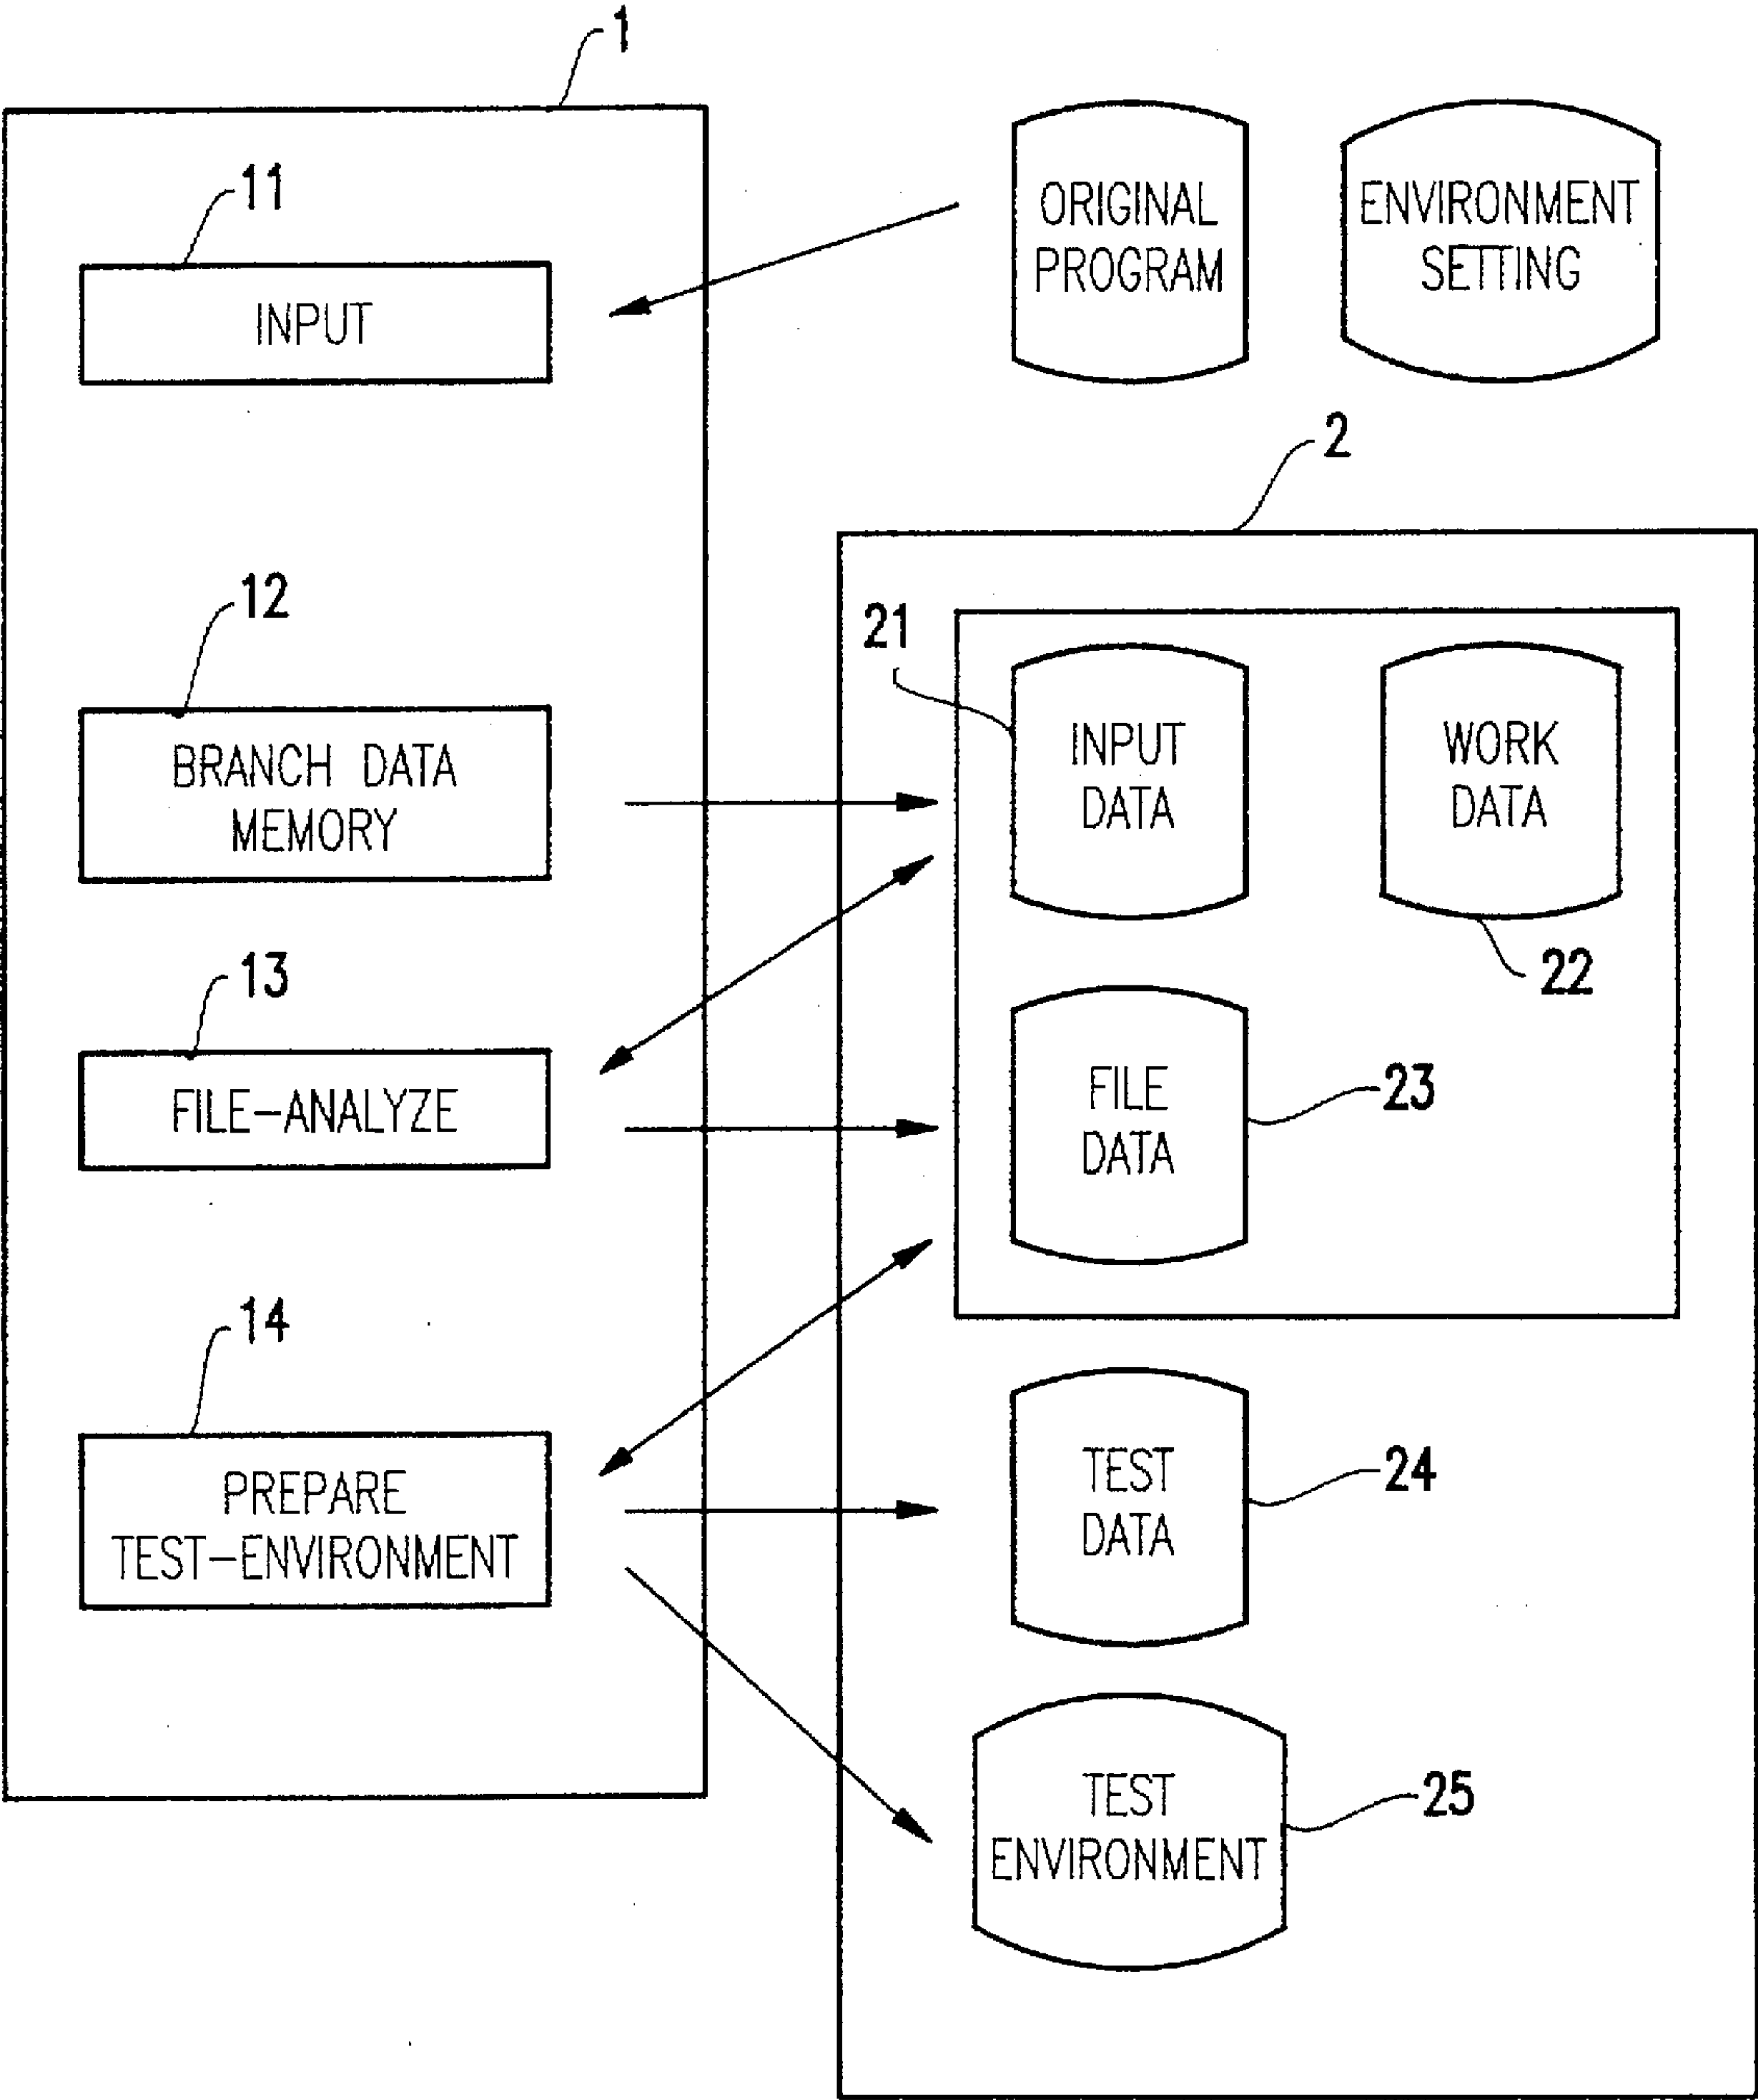 1
11
INPUT
ORIGINAL
PROGRAM
ENVIRONMENT
SETTING
2
12
BRANCH DATA
MEMORY
21
INPUT
DATA
WORK
DATA
22
13
FILE-ANALYZE
FILE
DATA
23
14
PREPARE
TEST-ENVIRONMENT
TEST
DATA
24
TEST
ENVIRONMENT
25